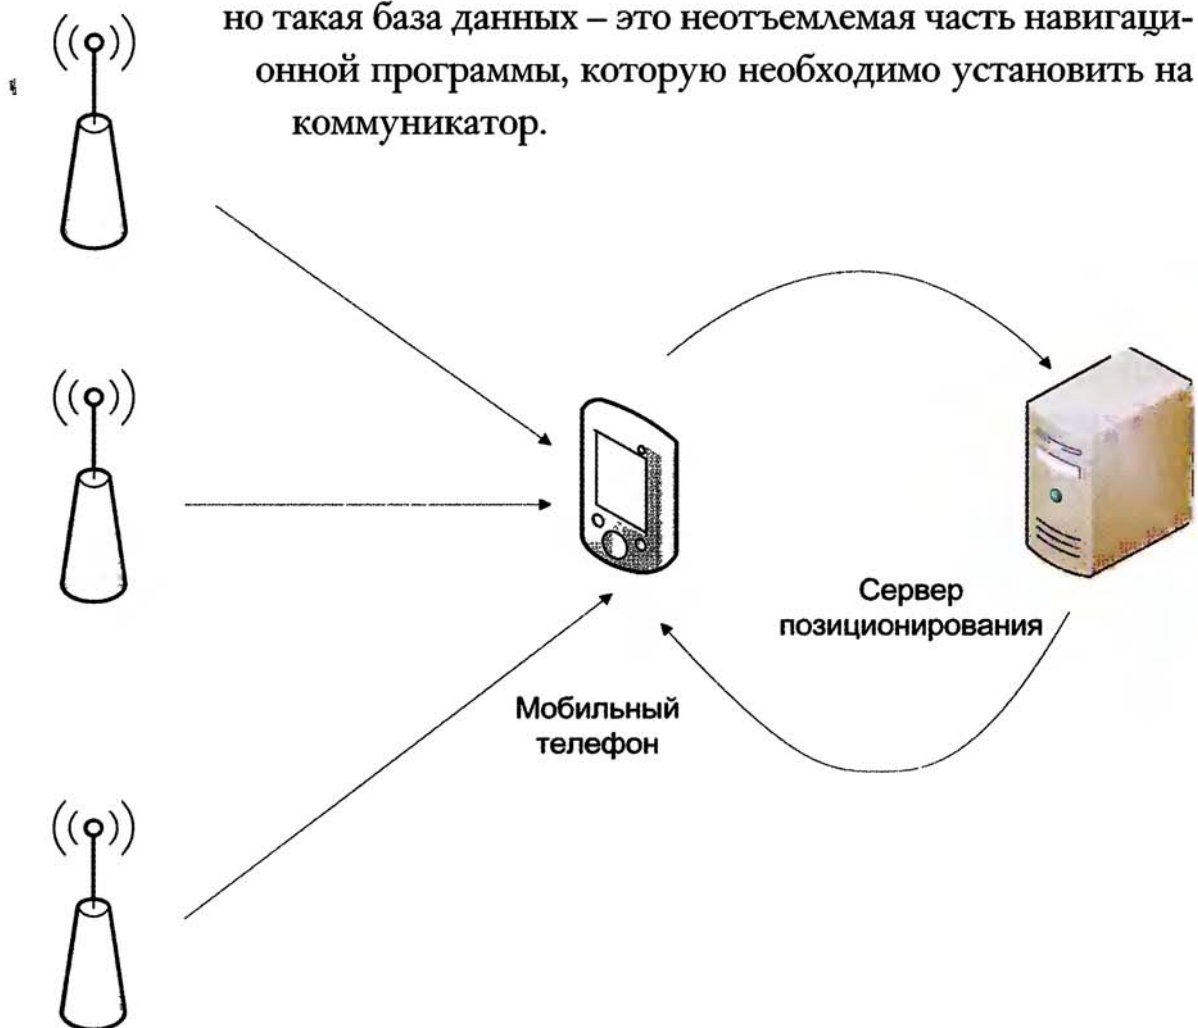 но такая база данных – это неотъемлемая часть навигаци-
онной программы, которую необходимо установить на
коммуникатор.
Сервер
позиционирования
Мобильный
телефон